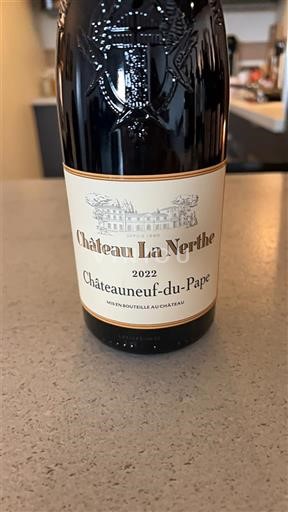 Château La Nerthe
2022
Châteauneuf-du-Pape
MIS EN BOUTEILLE AU CHÂTEAU